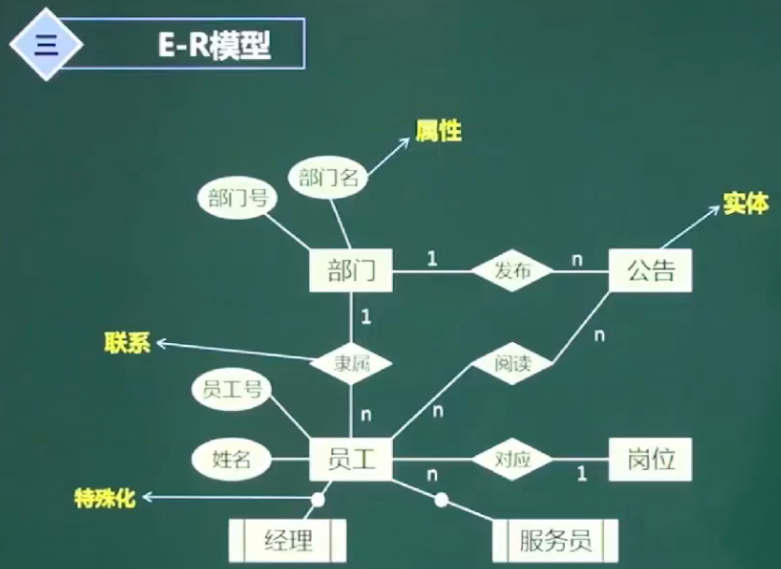 三
E-R模型
属性
部门名
部门号
实体
部门
1
发布
n
公告
1
联系
隶属
阅读
n
员工号
n
n
姓名
员工
n
对应
1
岗位
特殊化
经理
服务员